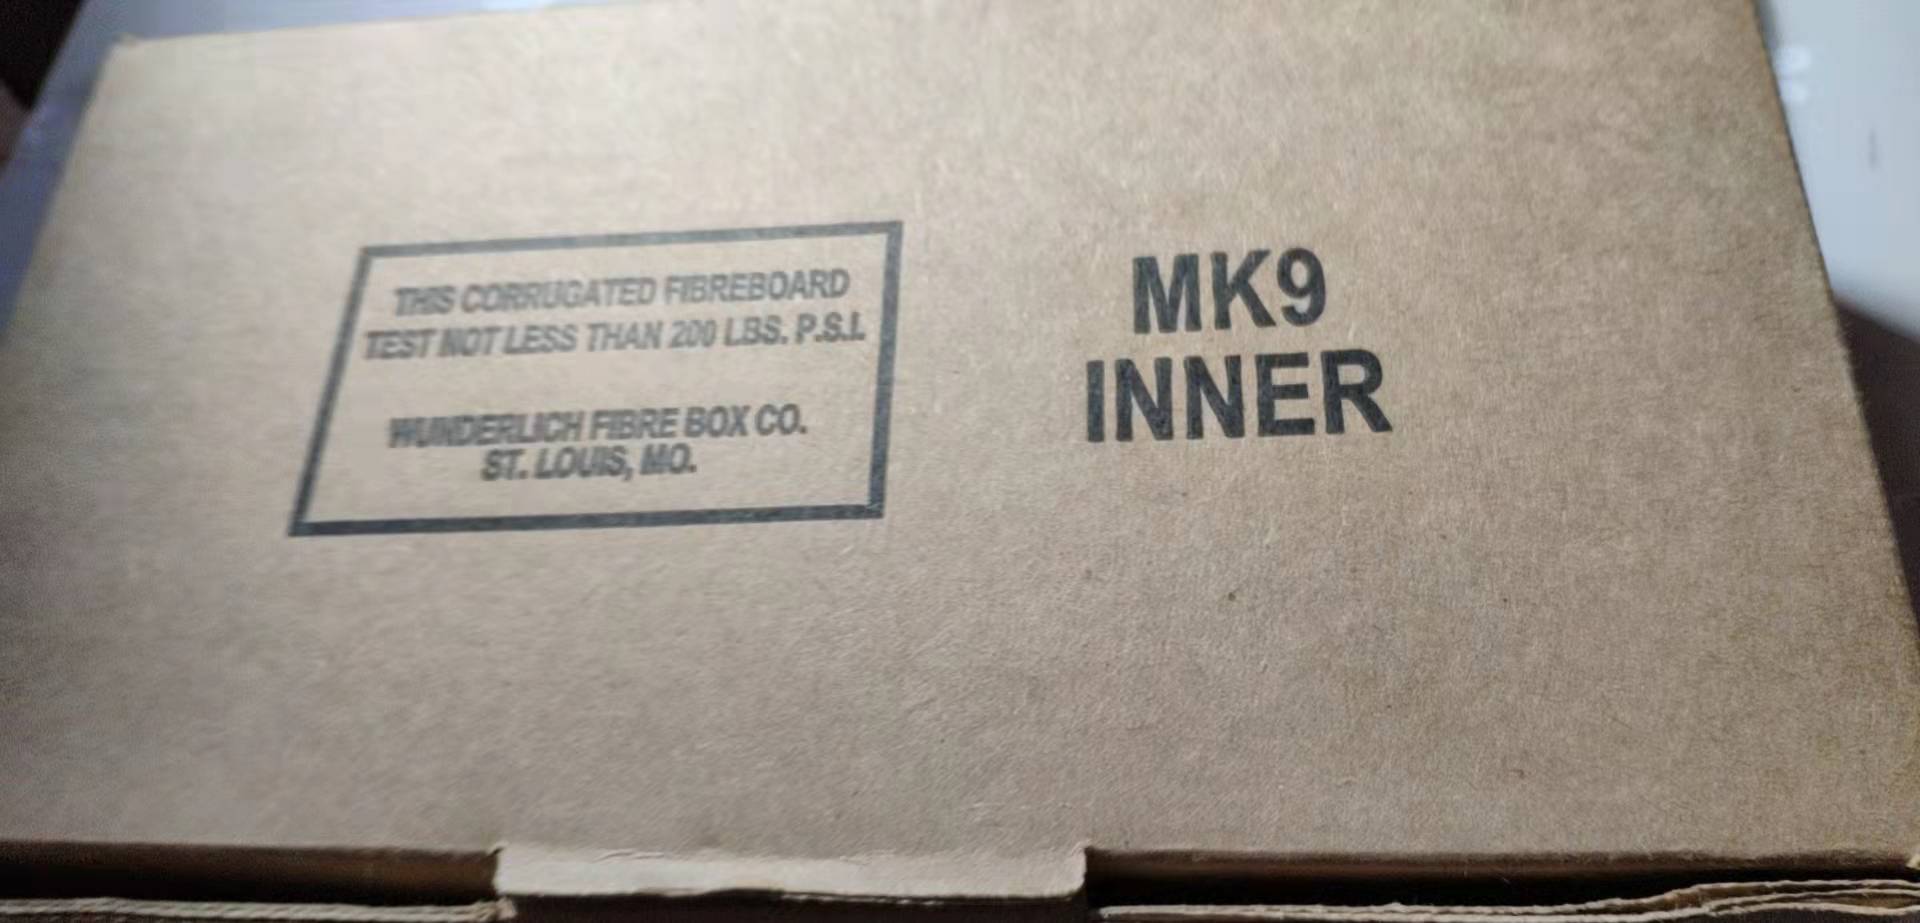 THIS CORRUGATED FIBREBOARD
TEST NOT LESS THAN 200 LBS. P.S.I.
WUNDERLICH FIBRE BOX CO.
ST. LOUIS, MO.
MK9
INNER